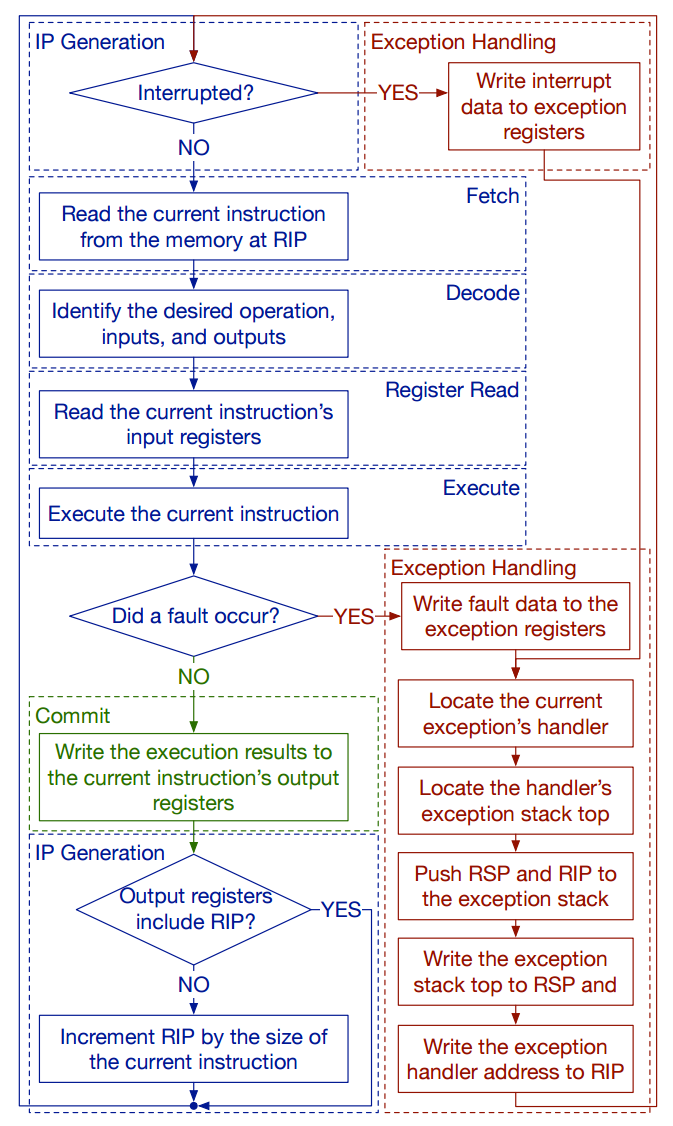 IP Generation
Exception Handling
Interrupted?
YES
Write interrupt
data to exception
registers
NO
Fetch
Read the current instruction
from the memory at RIP
Decode
Identify the desired operation,
inputs, and outputs
Register Read
Read the current instruction's
input registers
Execute
Execute the current instruction
Exception Handling
Did a fault occur?
YES
Write fault data to the
exception registers
NO
Locate the current
exception's handler
Commit
Write the execution results to
the current instruction's output
registers
Locate the handler's
exception stack top
IP Generation
Output registers
include RIP?
YES
Push RSP and RIP to
the exception stack
NO
Write the exception
stack top to RSP and
Increment RIP by the size of
the current instruction
Write the exception
handler address to RIP